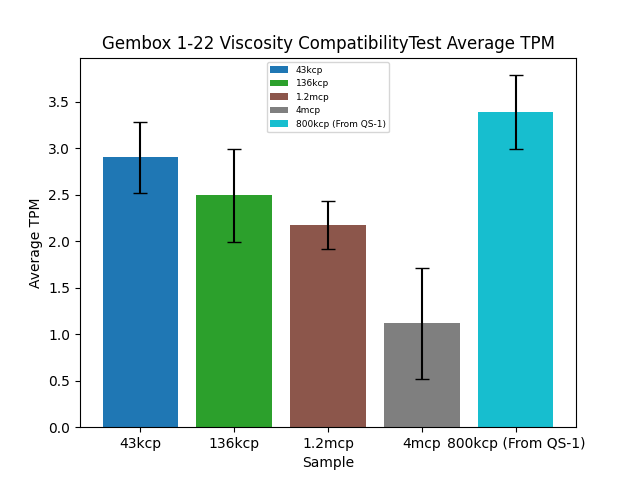 Gembox 1-22 Viscosity CompatibilityTest Average TPM
43kcp
136kcp
1.2mcp
4mcp
800kcp (From QS-1)
3.5
3.0
2.5
2.0
1.5
1.0
0.5
0.0
Average TPM
43kcp
136kcp
1.2mcp
4mcp
800kcp (From QS-1)
Sample